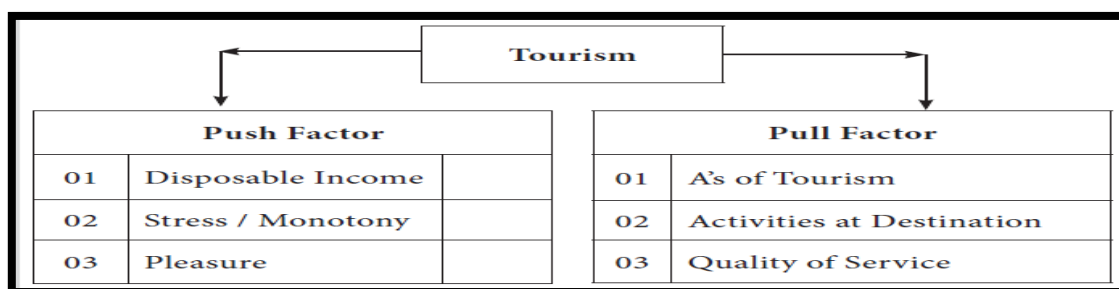 Tourism
Push Factor
01 Disposable Income
02 Stress / Monotony
03 Pleasure
Pull Factor
01 A's of Tourism
02 Activities at Destination
03 Quality of Service